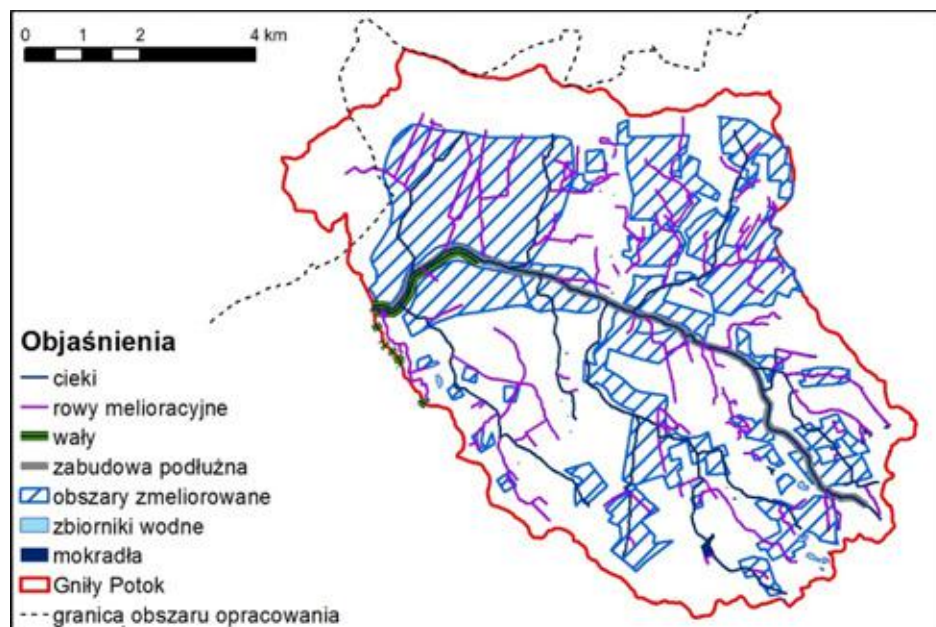 0 1 2 4 km
Objaśnienia
cieki
rowy melioracyjne
wały
zabudowa podłużna
obszary zmeliorowane
zbiorniki wodne
mokradła
Gniły Potok
granica obszaru opracowania